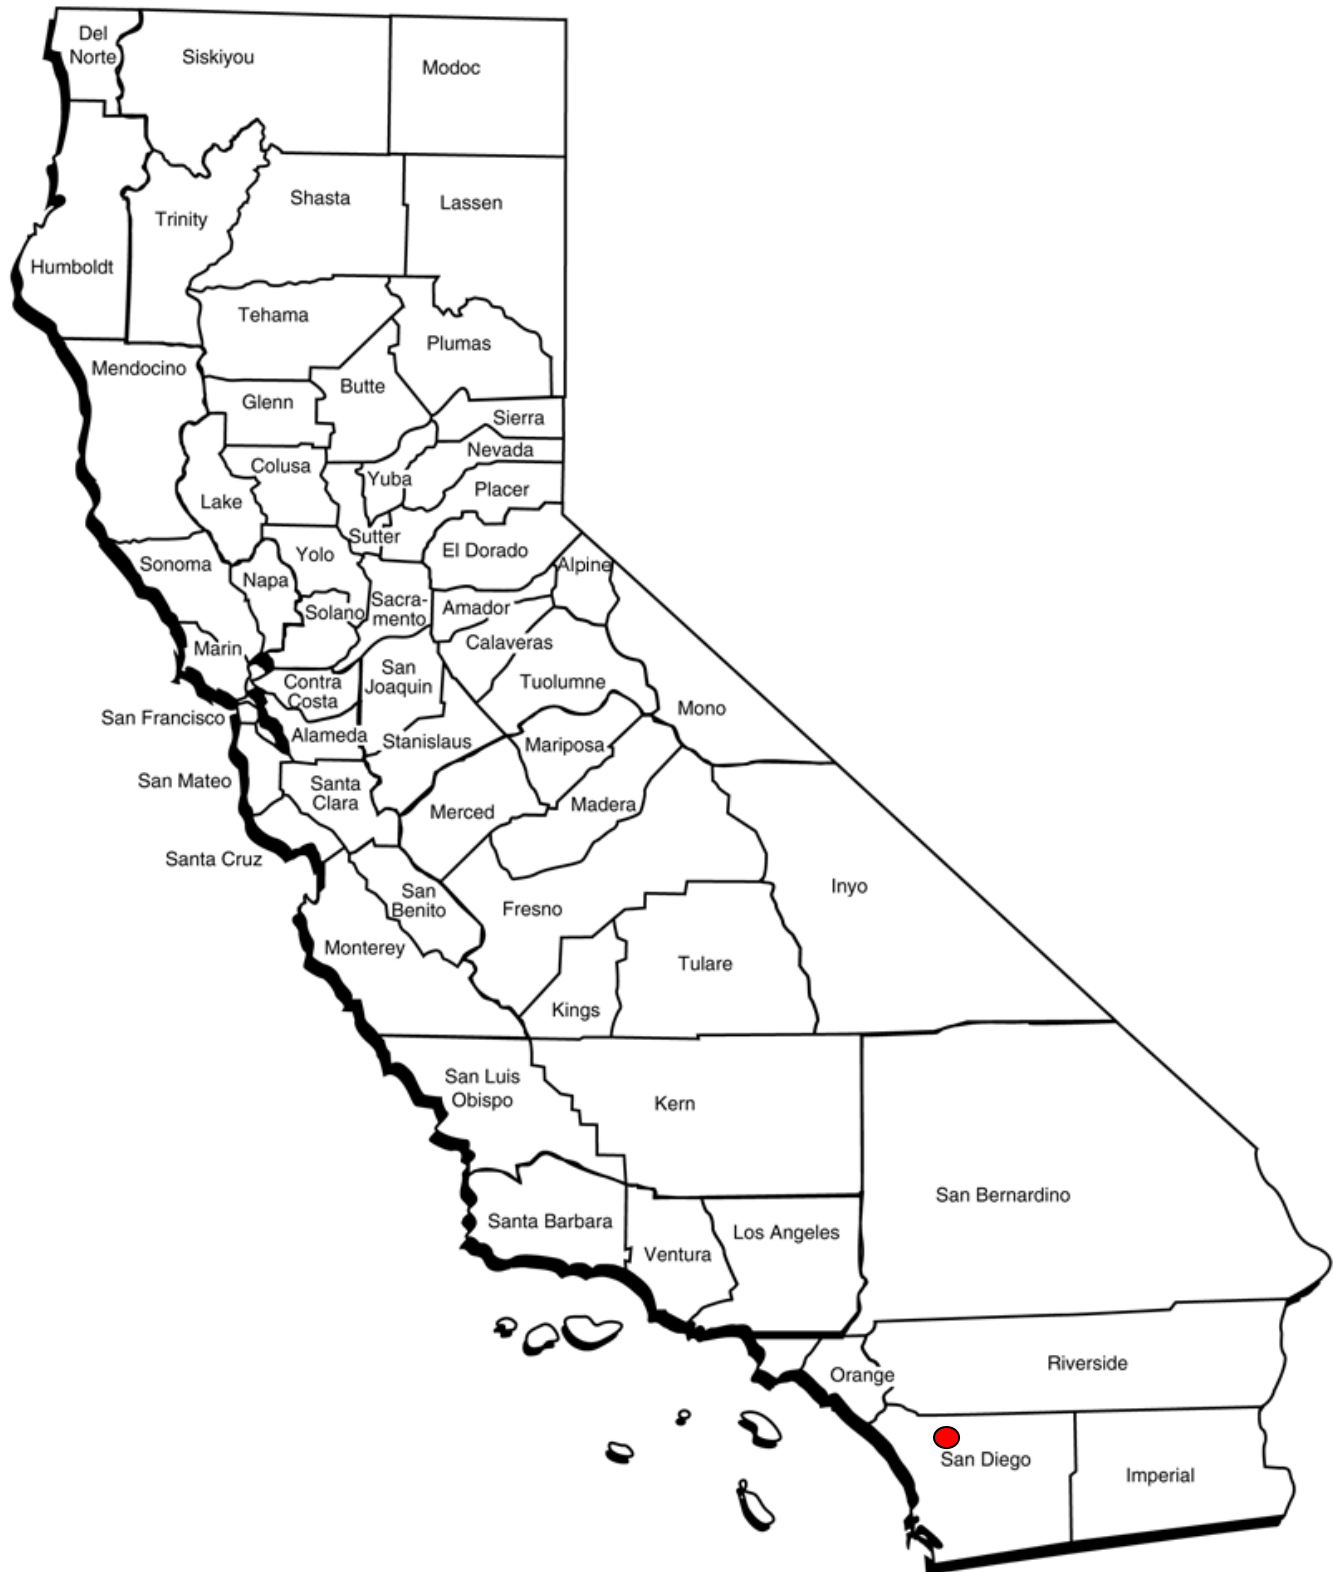 Del
Norte
Siskiyou
Modoc
Shasta
Lassen
Trinity
Humboldt
Tehama
Plumas
Mendocino
Butte
Glenn
Sierra
Nevada
Colusa
Yuba
Placer
Lake
Sutter
El Dorado
Yolo
Sonoma
Alpine
Napa
Sacra-
mento
Solano
Amador
Calaveras
Marin
San
Joaquin
Contra
Costa
Tuolumne
Mono
San Francisco
Alameda
Stanislaus
Mariposa
San Mateo
Santa
Clara
Merced
Madera
Santa Cruz
Inyo
San
Benito
Fresno
Monterey
Tulare
Kings
San Luis
Obispo
Kern
San Bernardino
Santa Barbara
Los Angeles
Ventura
Riverside
Orange
San Diego
Imperial